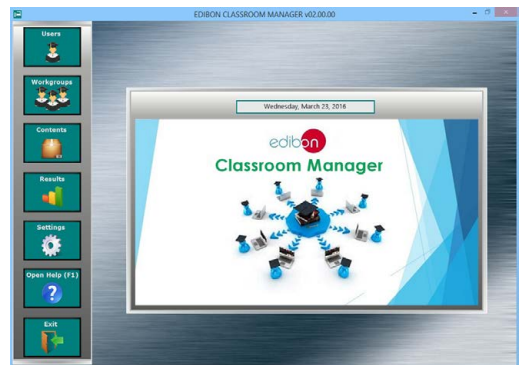 EDIBON CLASSROOM MANAGER v02.00.00
Users
Workgroups
Contents
Results
Settings
Open Help (F1)
?
Exit
Wednesday, March 23, 2016
edibon
Classroom Manager